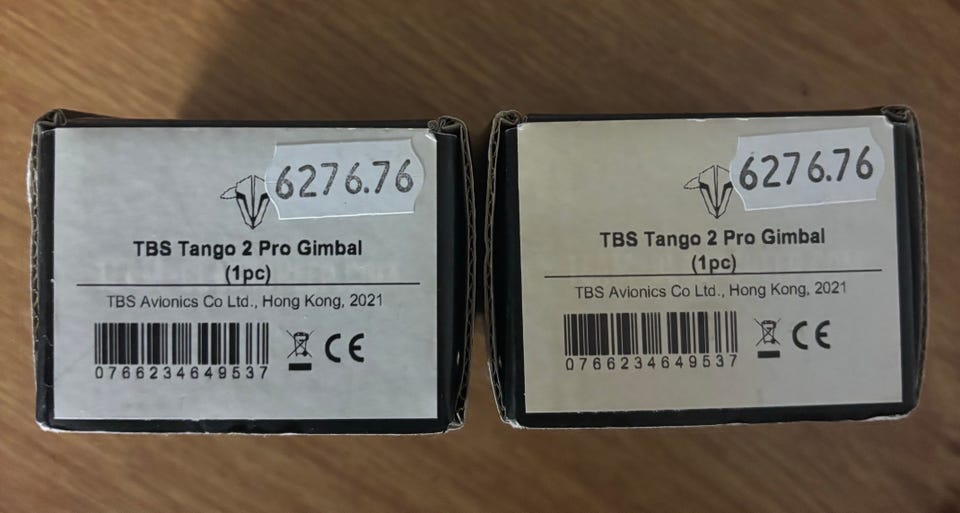 6276.76
TBS Tango 2 Pro Gimbal
(1pc)
TBS Avionics Co Ltd., Hong Kong, 2021
0766234649537
CE
6276.76
TBS Tango 2 Pro Gimbal
(1pc)
TBS Avionics Co Ltd., Hong Kong, 2021
0766234649537
CE